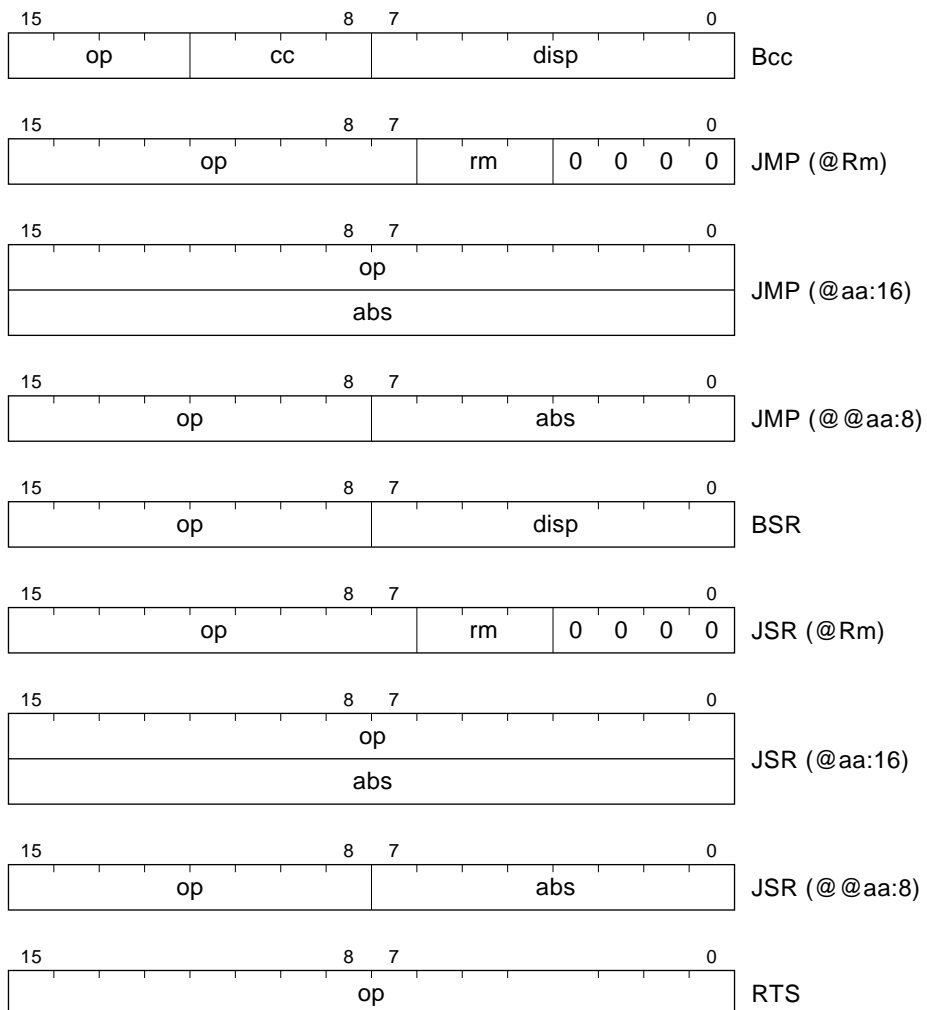 15 8 7 0
op cc disp Bcc
15 8 7 0
op rm 0 0 0 0 JMP (@Rm)
15 8 7 0
op
JMP (@aa:16)
abs
15 8 7 0
op abs JMP (@@aa:8)
15 8 7 0
op disp BSR
15 8 7 0
op rm 0 0 0 0 JSR (@Rm)
15 8 7 0
op
JSR (@aa:16)
abs
15 8 7 0
op abs JSR (@@aa:8)
15 8 7 0
op RTS